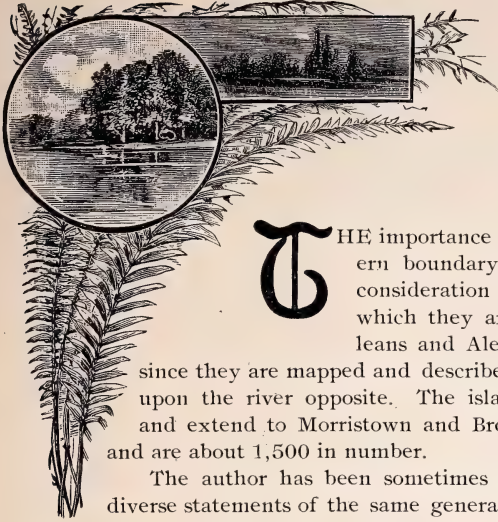 THE importance
ern boundary
consideration
which they a
leans and Ale
since they are mapped and describe
upon the river opposite. The isla
and extend to Morristown and Bro
and are about 1,500 in number.
The author has been sometimes
diverse statements of the same genera